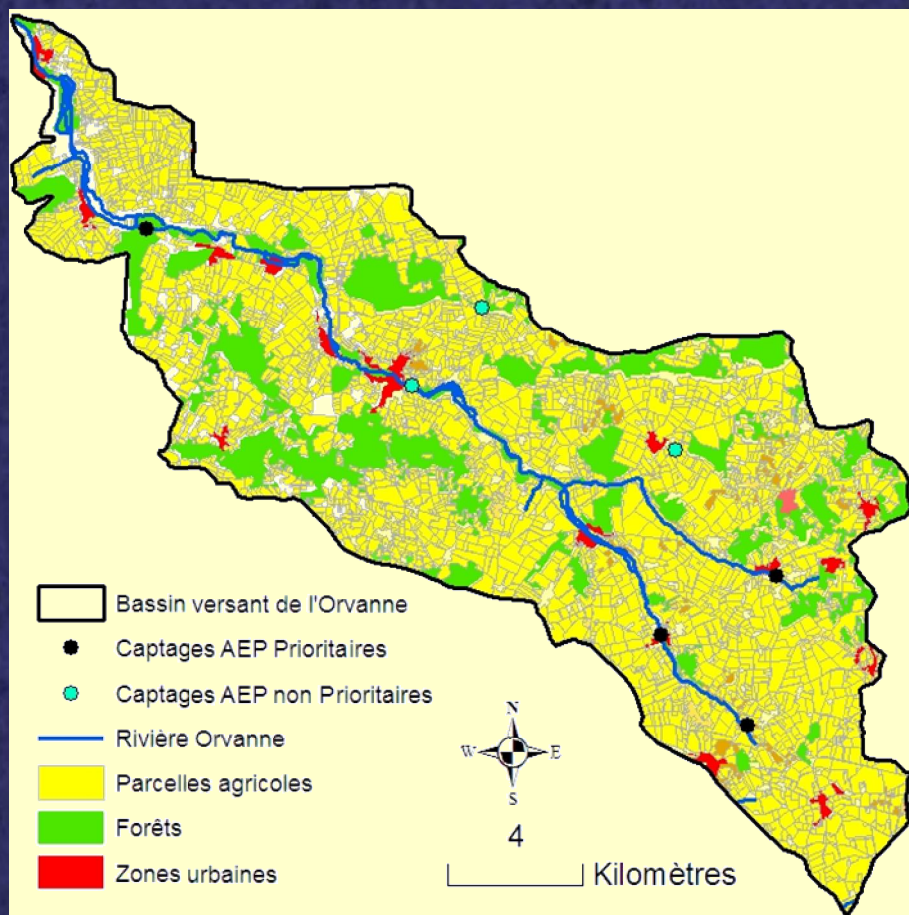 Bassin versant de l'Orvanne
Captages AEP Prioritaires
Captages AEP non Prioritaires
Rivière Orvanne
Parcelles agricoles
Forêts
Zones urbaines
N
W E
S
4
Kilomètres